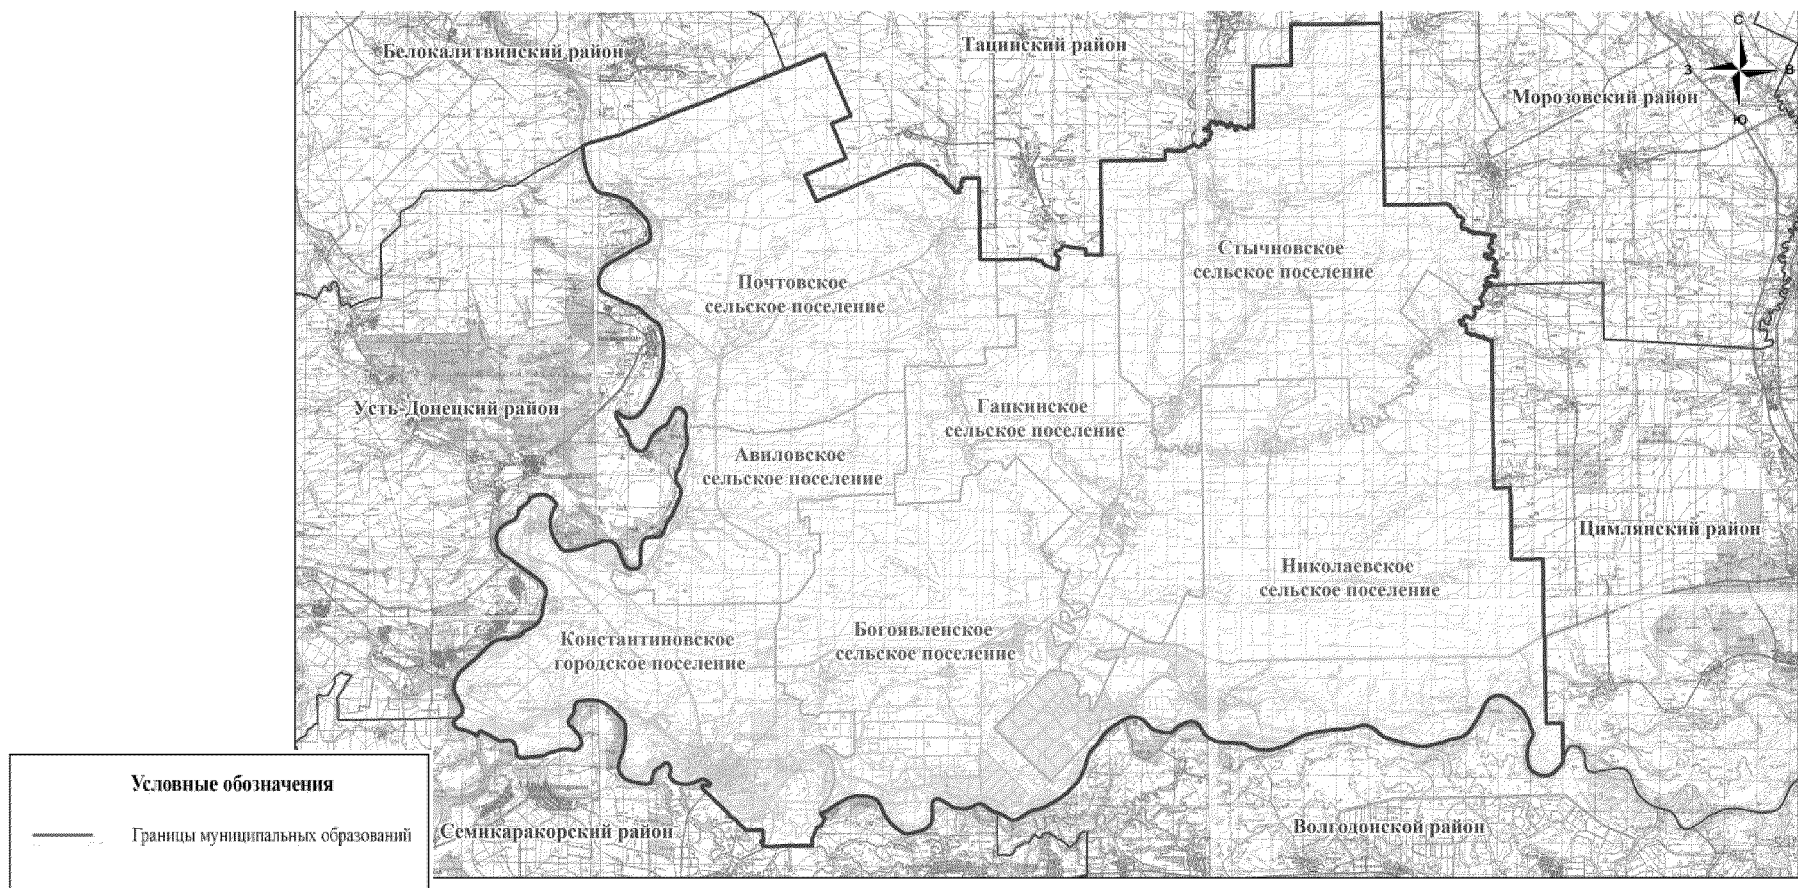 Белокалитвинский район
Тацинский район
С
З
В
Ю
Морозовский район
Стычновское
сельское поселение
Почтовское
сельское поселение
Усть-Донецкий район
Гапкинское
сельское поселение
Авиловское
сельское поселение
Цимлянский район
Николаевское
сельское поселение
Константиновское
городское поселение
Богоявленское
сельское поселение
Условные обозначения
Границы муниципальных образований
Семикаракорский район
Волгодонской район